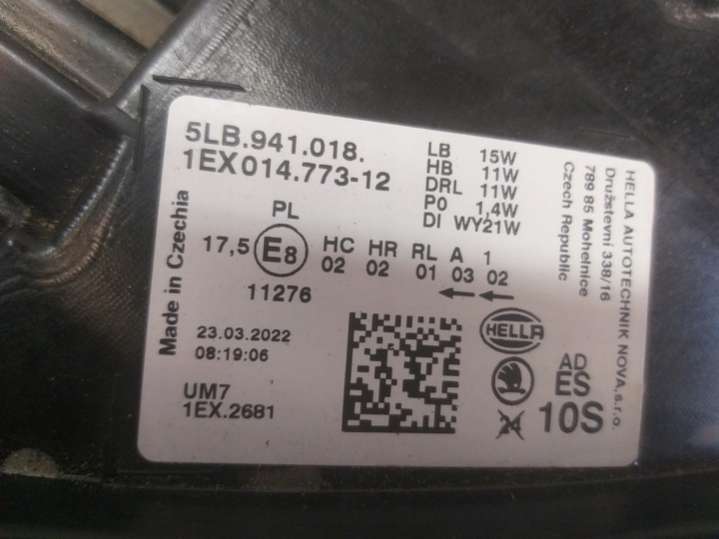 5LB.941.018.
1EX014.773-12
LB 15W
HB 11W
DRL 11W
PO 1,4W
DI WY21W
HELLA AUTOTECHNIK NOVA,s.r.o.
Družstevní 338/16
789 85 Mohelnice
Czech Republic
Made in Czechia
PL
17,5 E8 HC HR RL A 1
02 02 01 03 02
11276
23.03.2022
08:19:06
UM7
1EX.2681
HELLA
AD
ES
10S